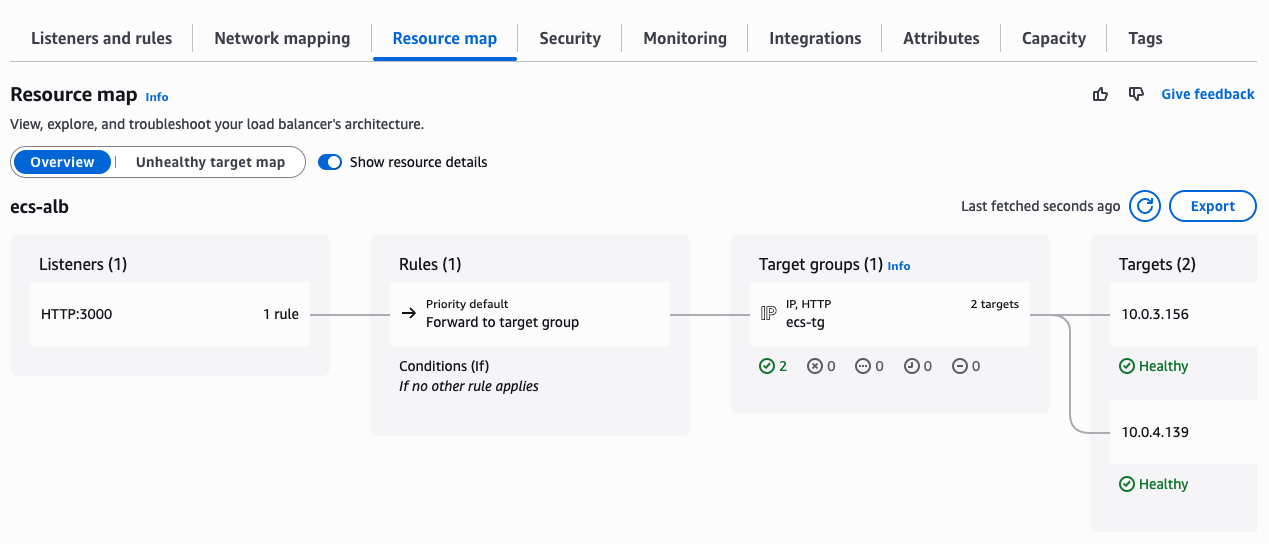 Listeners and rules
Network mapping
Resource map
Security
Monitoring
Integrations
Attributes
Capacity
Tags
Resource map Info
Give feedback
View, explore, and troubleshoot your load balancer's architecture.
Overview
Unhealthy target map
Show resource details
ecs-alb
Last fetched seconds ago
Export
Listeners (1)
HTTP:3000 1 rule
Rules (1)
Priority default
Forward to target group
Conditions (If)
If no other rule applies
Target groups (1) Info
IP IP, HTTP 2 targets
ecs-tg
2 0 0 0 0
Targets (2)
10.0.3.156
Healthy
10.0.4.139
Healthy